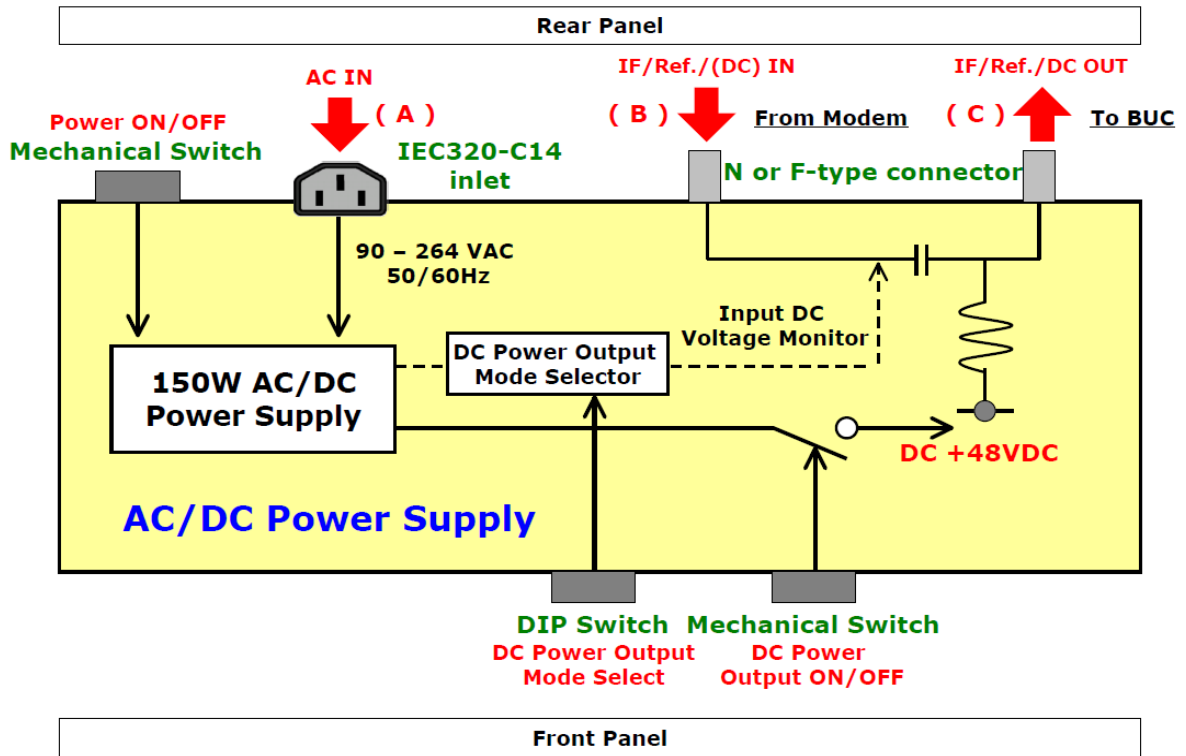 Rear Panel
AC IN
IF/Ref./(DC) IN
IF/Ref./DC OUT
( A )
( B )
From Modem
( C )
To BUC
Power ON/OFF
Mechanical Switch
IEC320-C14
inlet
N or F-type connector
90 – 264 VAC
50/60Hz
Input DC
Voltage Monitor
DC Power Output
Mode Selector
150W AC/DC
Power Supply
DC +48VDC
AC/DC Power Supply
DIP Switch
Mechanical Switch
DC Power Output
Mode Select
DC Power
Output ON/OFF
Front Panel